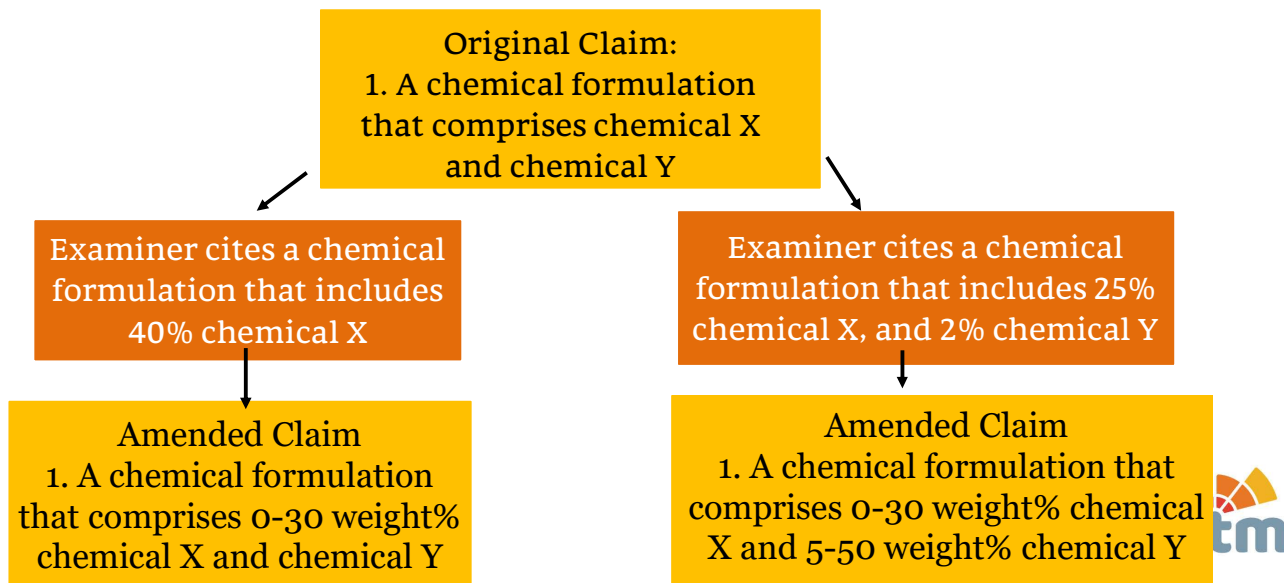 Original Claim:
1. A chemical formulation
that comprises chemical X
and chemical Y
Examiner cites a chemical
formulation that includes
40% chemical X
Examiner cites a chemical
formulation that includes 25%
chemical X, and 2% chemical Y
Amended Claim
1. A chemical formulation
that comprises 0-30 weight%
chemical X and chemical Y
Amended Claim
1. A chemical formulation that
comprises 0-30 weight% chemical
X and 5-50 weight% chemical Y
tm